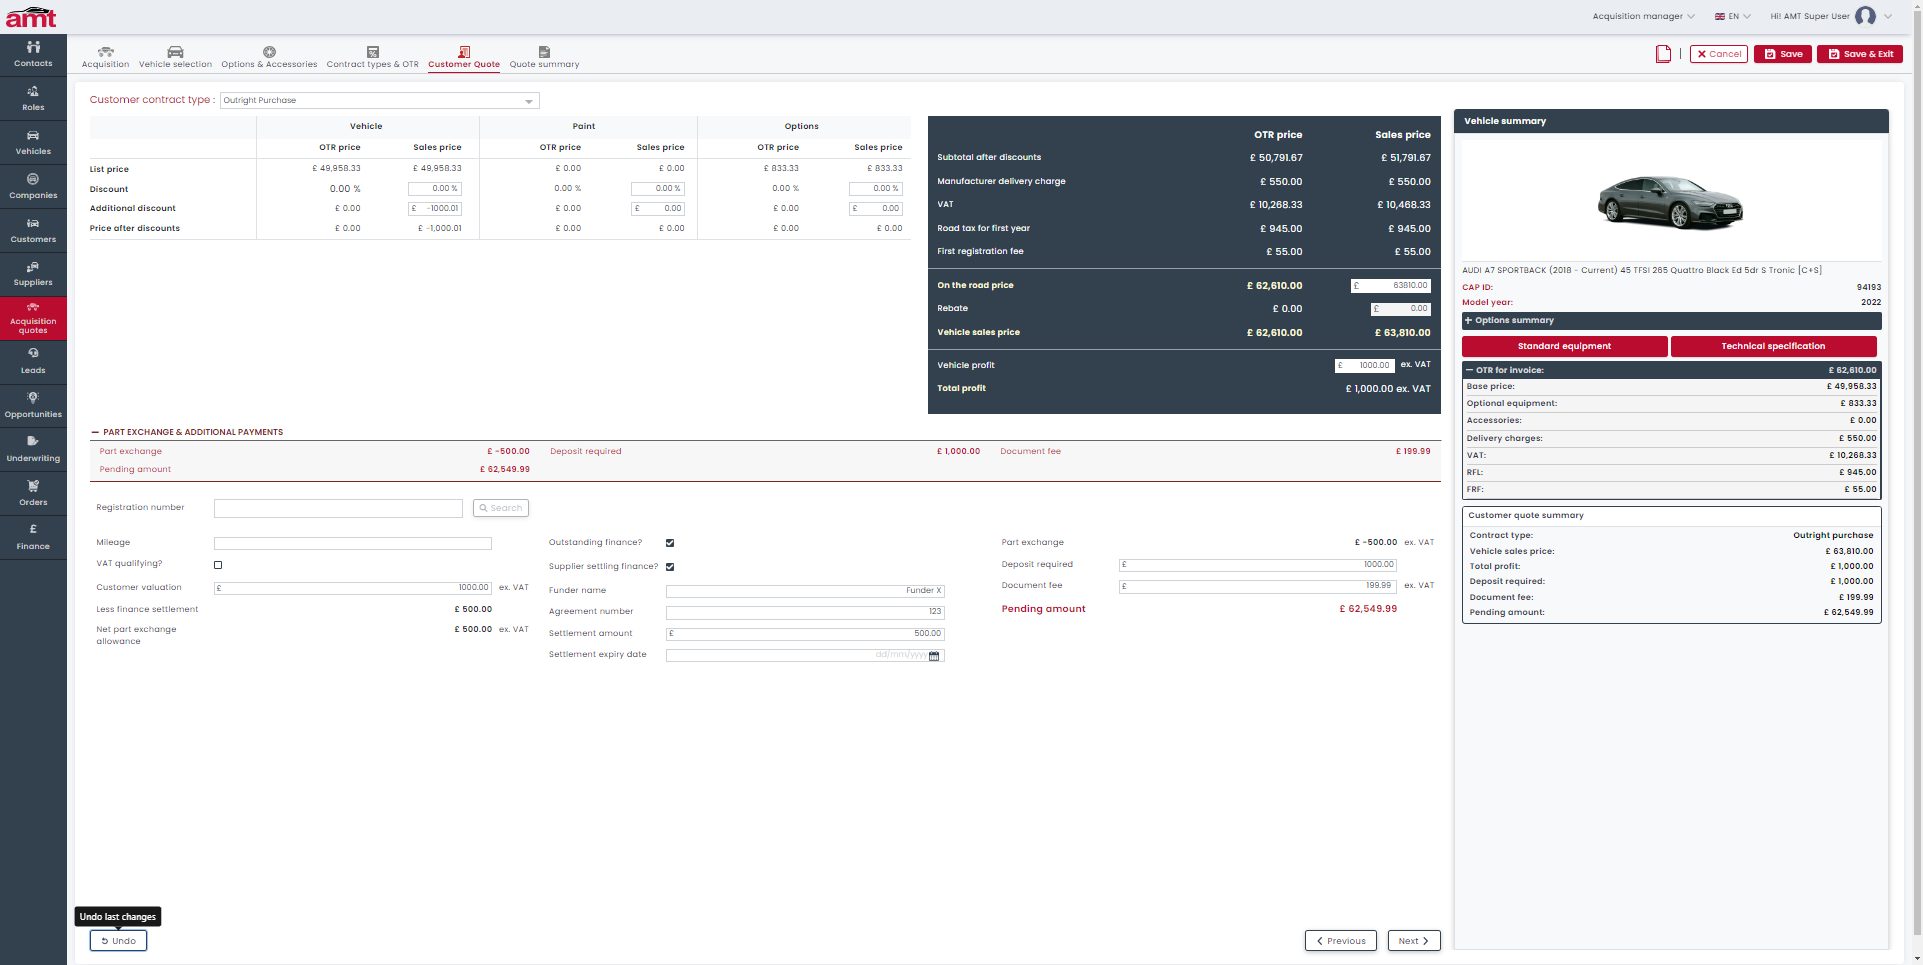 amt
Acquisition manager
EN
Hi! AMT Super User
Contacts
Roles
Vehicles
Companies
Customers
Suppliers
Acquisition
quotes
Leads
Opportunities
Underwriting
Orders
£
Finance
Acquisition
Vehicle selection
Options & Accessories
Contract types & OTR
Customer Quote
Quote summary
Cancel
Save
Save & Exit
Customer contract type : Outright Purchase
Vehicle Paint Options
OTR price Sales price OTR price Sales price OTR price Sales price
List price £ 49,958.33 £ 49,958.33 £ 0.00 £ 0.00 £ 833.33 £ 833.33
Discount 0.00 % 0.00 % 0.00 % 0.00 % 0.00 % 0.00 %
Additional discount £ 0.00 £ -1000.01 £ 0.00 £ 0.00 £ 0.00 £ 0.00
Price after discounts £ 0.00 £ -1,000.01 £ 0.00 £ 0.00 £ 0.00 £ 0.00
OTR price Sales price
Subtotal after discounts £ 50,791.67 £ 51,791.67
Manufacturer delivery charge £ 550.00 £ 550.00
VAT £ 10,268.33 £ 10,468.33
Road tax for first year £ 945.00 £ 945.00
First registration fee £ 55.00 £ 55.00
On the road price £ 62,610.00 £ 63810.00
Rebate £ 0.00 £ 0.00
Vehicle sales price £ 62,610.00 £ 63,810.00
Vehicle profit £ 1000.00 ex. VAT
Total profit £ 1,000.00 ex. VAT
PART EXCHANGE & ADDITIONAL PAYMENTS
Part exchange £ -500.00 Deposit required £ 1,000.00 Document fee £ 199.99
Pending amount £ 62,549.99
Registration number Search
Mileage
VAT qualifying?
Customer valuation £ 1000.00 ex. VAT
Less finance settlement £ 500.00
Net part exchange
allowance £ 500.00 ex. VAT
Outstanding finance?
Supplier settling finance?
Funder name Funder X
Agreement number 123
Settlement amount £ 500.00
Settlement expiry date dd/mm/yyyy
Part exchange £ -500.00 ex. VAT
Deposit required £ 1000.00
Document fee £ 199.99 ex. VAT
Pending amount £ 62,549.99
Undo last changes
Undo
Previous
Next
Vehicle summary
AUDI A7 SPORTBACK (2018 - Current) 45 TFSI 265 Quattro Black Ed 5dr S Tronic [C+S]
CAP ID: 94193
Model year: 2022
Options summary
Standard equipment
Technical specification
OTR for invoice: £ 62,610.00
Base price: £ 49,958.33
Optional equipment: £ 833.33
Accessories: £ 0.00
Delivery charges: £ 550.00
VAT: £ 10,268.33
RFL: £ 945.00
FRF: £ 55.00
Customer quote summary
Contract type: Outright purchase
Vehicle sales price: £ 63,810.00
Total profit: £ 1,000.00
Deposit required: £ 1,000.00
Document fee: £ 199.99
Pending amount: £ 62,549.99